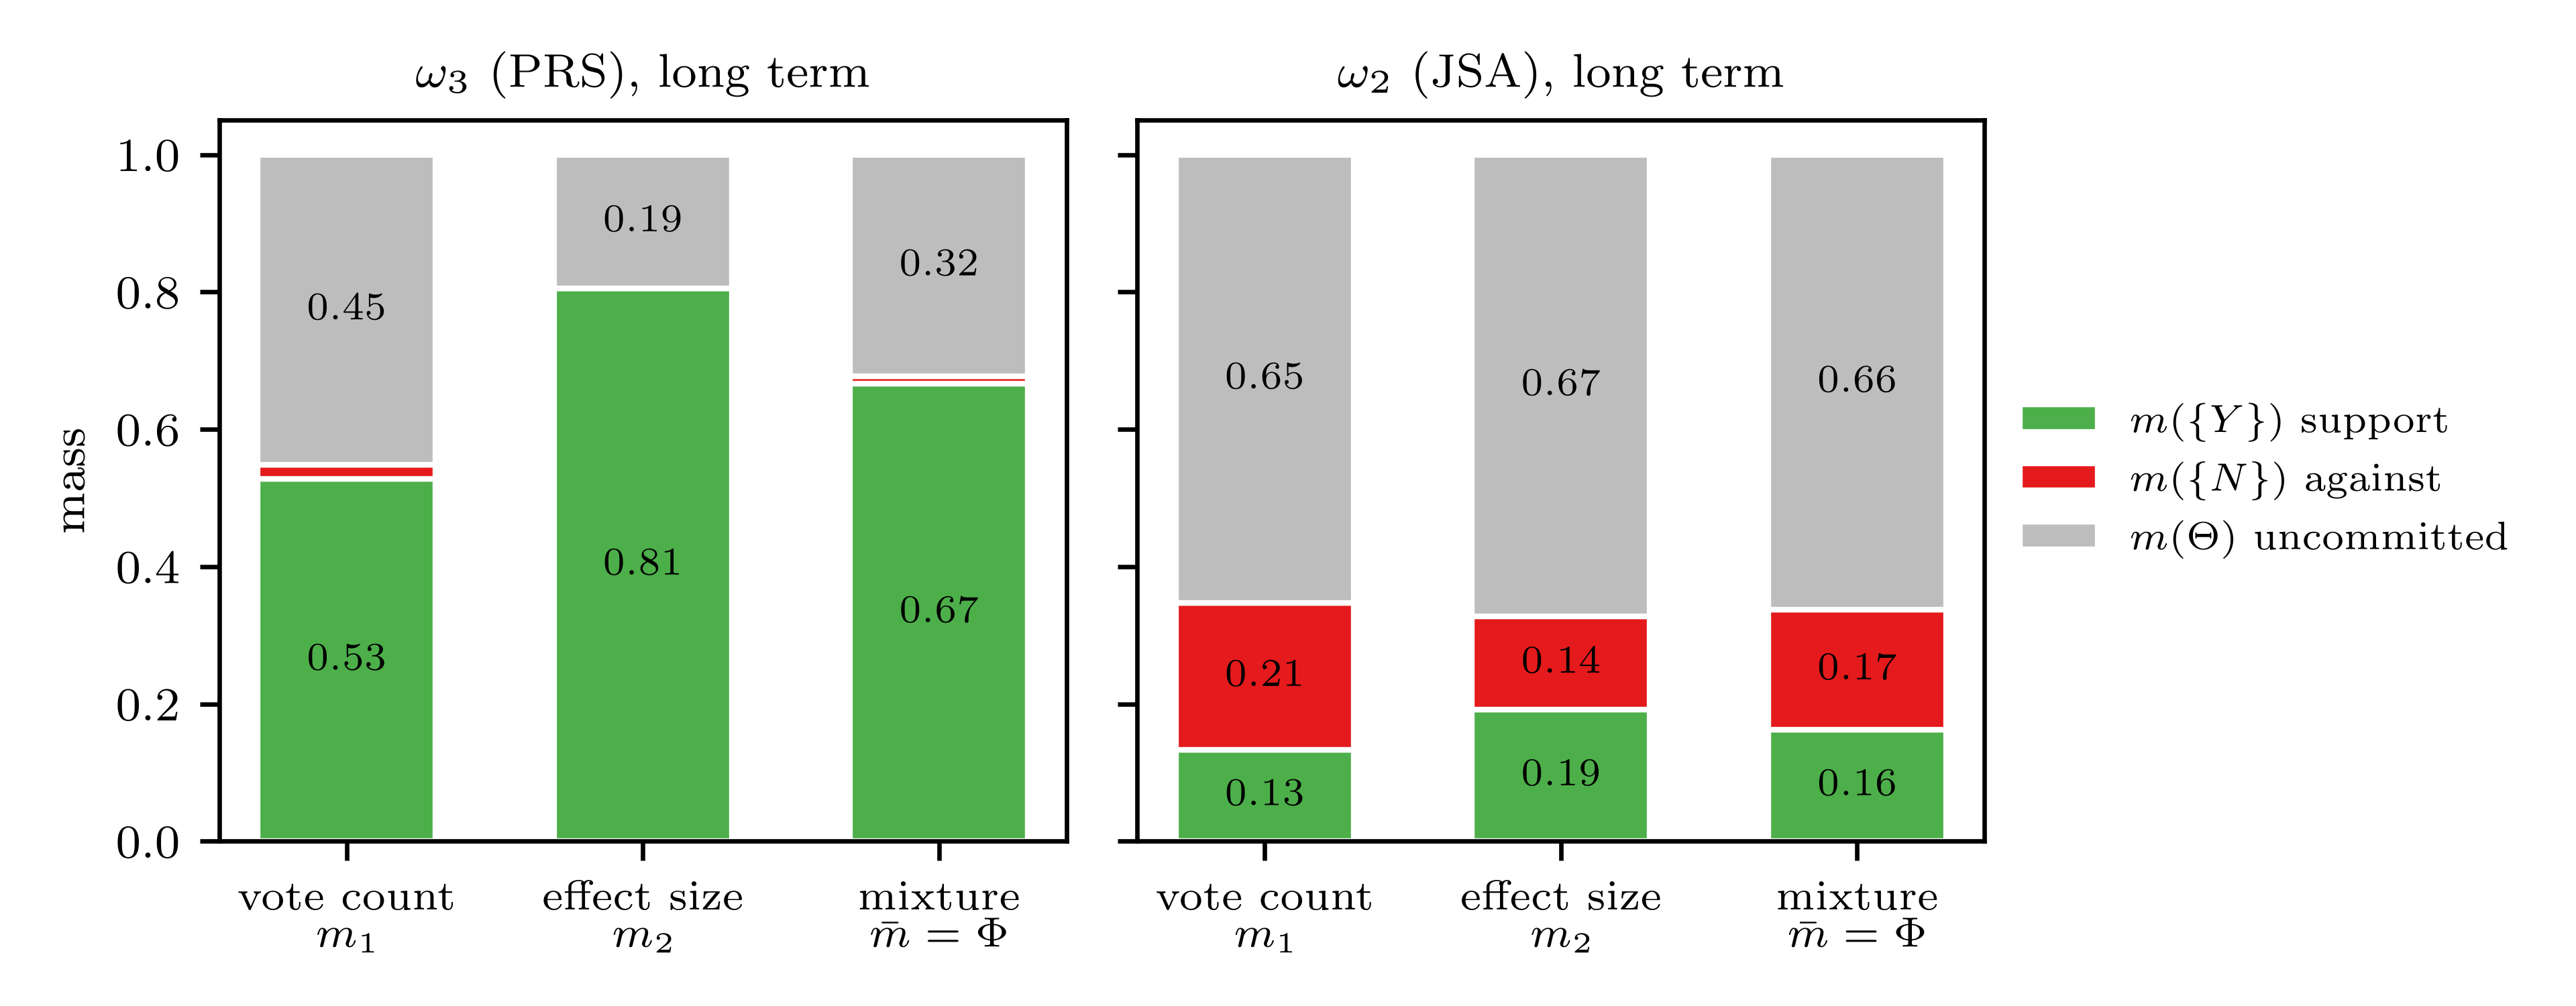 ω₃ (PRS), long term
ω₂ (JSA), long term
mass
1.0
0.8
0.6
0.4
0.2
0.0
0.45
0.53
0.19
0.81
0.32
0.67
0.65
0.21
0.13
0.67
0.14
0.19
0.66
0.17
0.16
vote count
m₁
effect size
m₂
mixture
m̄ = Φ
vote count
m₁
effect size
m₂
mixture
m̄ = Φ
m({Y}) support
m({N}) against
m(Θ) uncommitted